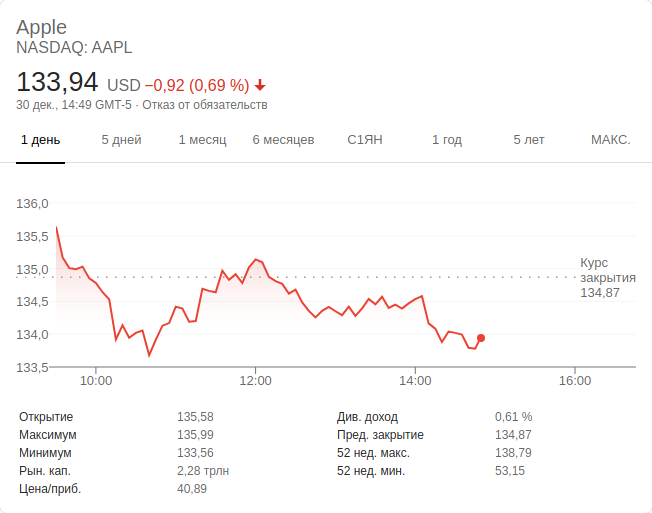 Apple
NASDAQ: AAPL
133,94 USD −0,92 (0,69 %)
30 дек., 14:49 GMT-5 · Отказ от обязательств
1 день 5 дней 1 месяц 6 месяцев С1ЯН 1 год 5 лет МАКС.
136,0
135,5
135,0
134,5
134,0
133,5
Курс
закрытия
134,87
10:00 12:00 14:00 16:00
Открытие 135,58
Максимум 135,99
Минимум 133,56
Рын. кап. 2,28 трлн
Цена/приб. 40,89
Див. доход 0,61 %
Пред. закрытие 134,87
52 нед. макс. 138,79
52 нед. мин. 53,15